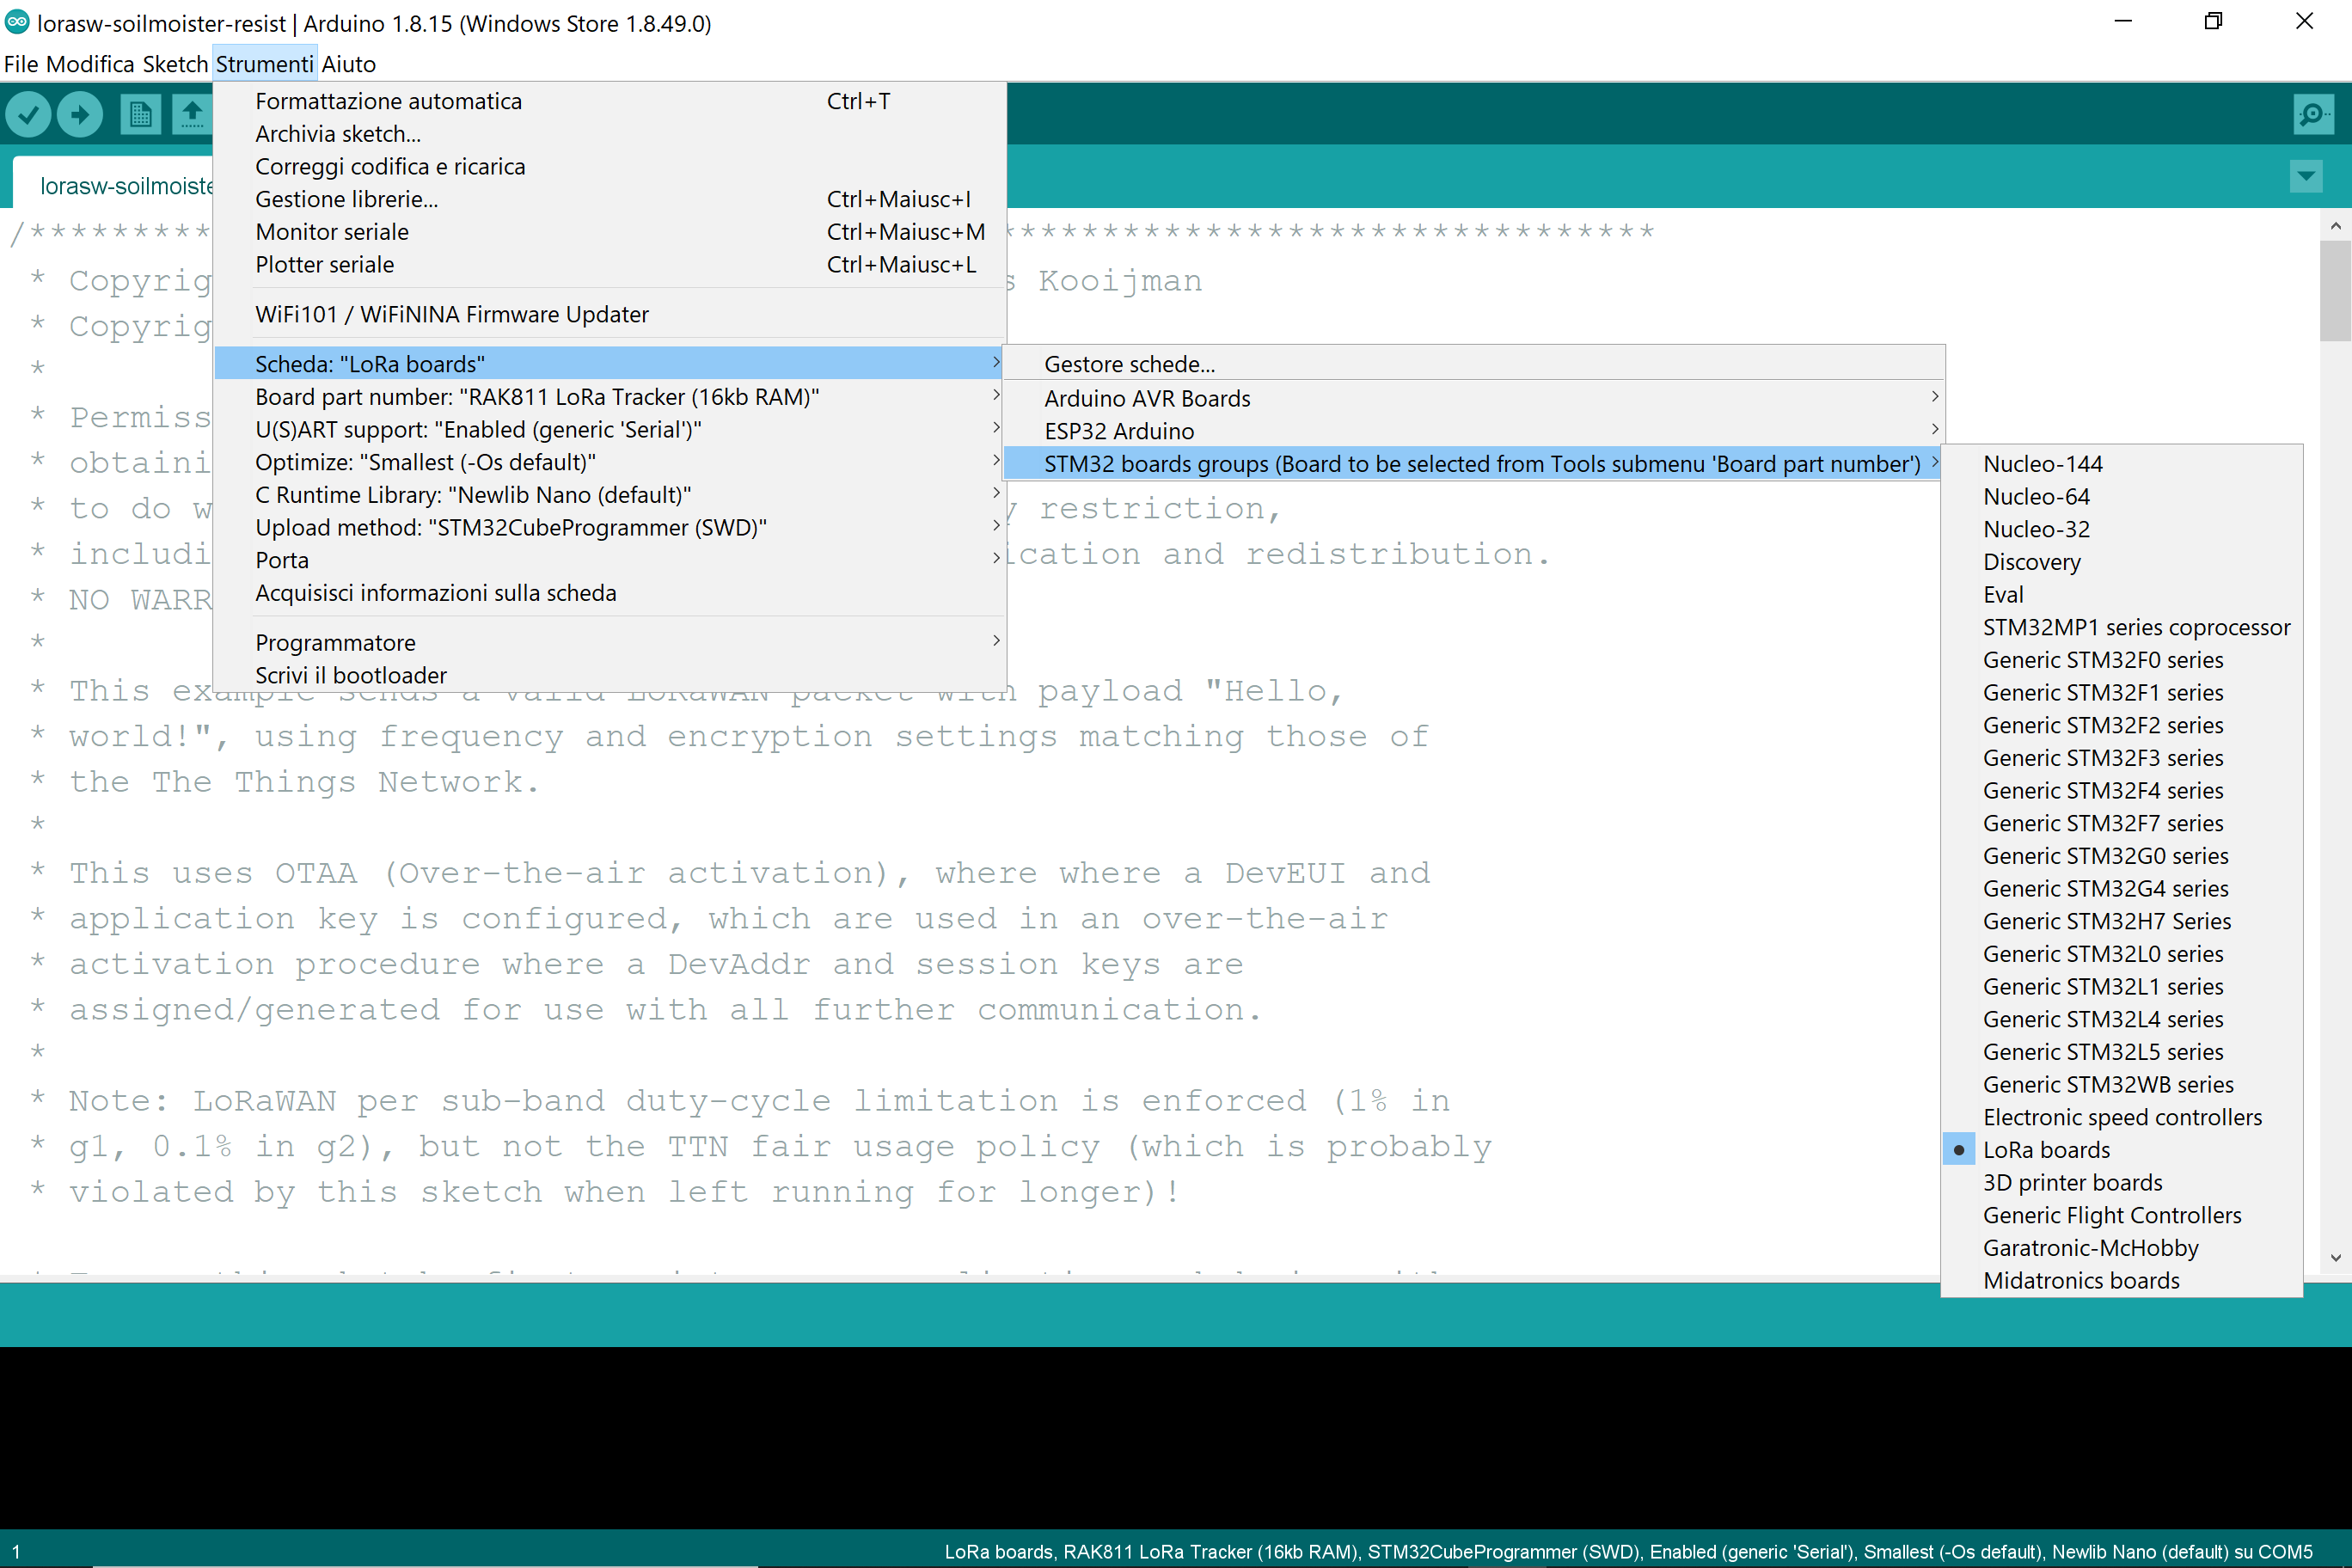 lorasw-soilmoister-resist | Arduino 1.8.15 (Windows Store 1.8.49.0)
File Modifica Sketch Strumenti Aiuto
lorasw-soilmoiste
Formattazione automatica Ctrl+T
Archivia sketch...
Correggi codifica e ricarica
Gestione librerie... Ctrl+Maiusc+I
Monitor seriale Ctrl+Maiusc+M
Plotter seriale Ctrl+Maiusc+L
WiFi101 / WiFiNINA Firmware Updater
Scheda: "LoRa boards"
Board part number: "RAK811 LoRa Tracker (16kb RAM)"
U(S)ART support: "Enabled (generic 'Serial')"
Optimize: "Smallest (-Os default)"
C Runtime Library: "Newlib Nano (default)"
Upload method: "STM32CubeProgrammer (SWD)"
Porta
Acquisisci informazioni sulla scheda
Programmatore
Scrivi il bootloader
Gestore schede...
Arduino AVR Boards
ESP32 Arduino
STM32 boards groups (Board to be selected from Tools submenu 'Board part number')
Nucleo-144
Nucleo-64
Nucleo-32
Discovery
Eval
STM32MP1 series coprocessor
Generic STM32F0 series
Generic STM32F1 series
Generic STM32F2 series
Generic STM32F3 series
Generic STM32F4 series
Generic STM32F7 series
Generic STM32G0 series
Generic STM32G4 series
Generic STM32H7 Series
Generic STM32L0 series
Generic STM32L1 series
Generic STM32L4 series
Generic STM32L5 series
Generic STM32WB series
Electronic speed controllers
LoRa boards
3D printer boards
Generic Flight Controllers
Garatronic-McHobby
Midatronics boards
/********* *******************************
* Copyrig s Kooijman
* Copyrig
*
* Permiss
* obtaini
* to do w y restriction,
* includi ication and redistribution.
* NO WARR
*
* This example sends a valid LoRaWAN packet with payload "Hello,
* world!", using frequency and encryption settings matching those of
* the The Things Network.
*
* This uses OTAA (Over-the-air activation), where where a DevEUI and
* application key is configured, which are used in an over-the-air
* activation procedure where a DevAddr and session keys are
* assigned/generated for use with all further communication.
*
* Note: LoRaWAN per sub-band duty-cycle limitation is enforced (1% in
* g1, 0.1% in g2), but not the TTN fair usage policy (which is probably
* violated by this sketch when left running for longer)!
1
LoRa boards, RAK811 LoRa Tracker (16kb RAM), STM32CubeProgrammer (SWD), Enabled (generic 'Serial'), Smallest (-Os default), Newlib Nano (default) su COM5